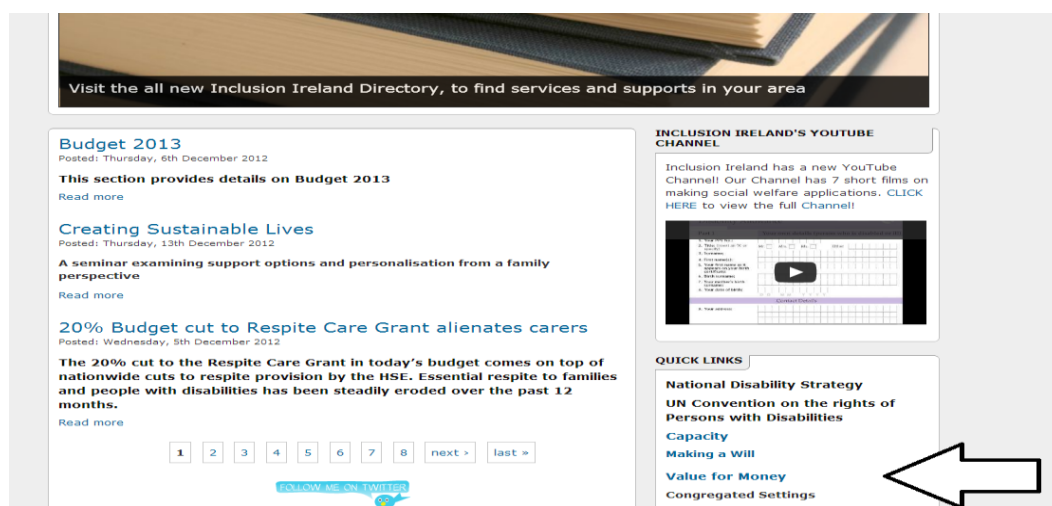 Visit the all new Inclusion Ireland Directory, to find services and supports in your area
Budget 2013
Posted: Thursday, 6th December 2012
This section provides details on Budget 2013
Read more
Creating Sustainable Lives
Posted: Thursday, 13th December 2012
A seminar examining support options and personalisation from a family
perspective
Read more
20% Budget cut to Respite Care Grant alienates carers
Posted: Wednesday, 5th December 2012
The 20% cut to the Respite Care Grant in today's budget comes on top of
nationwide cuts to respite provision by the HSE. Essential respite to families
and people with disabilities has been steadily eroded over the past 12
months.
Read more
1 2 3 4 5 6 7 8 next › last »
FOLLOW ME ON TWITTER
INCLUSION IRELAND'S YOUTUBE
CHANNEL
Inclusion Ireland has a new YouTube
Channel! Our Channel has 7 short films on
making social welfare applications. CLICK
HERE to view the full Channel!
QUICK LINKS
National Disability Strategy
UN Convention on the rights of
Persons with Disabilities
Capacity
Making a Will
Value for Money
Congregated Settings